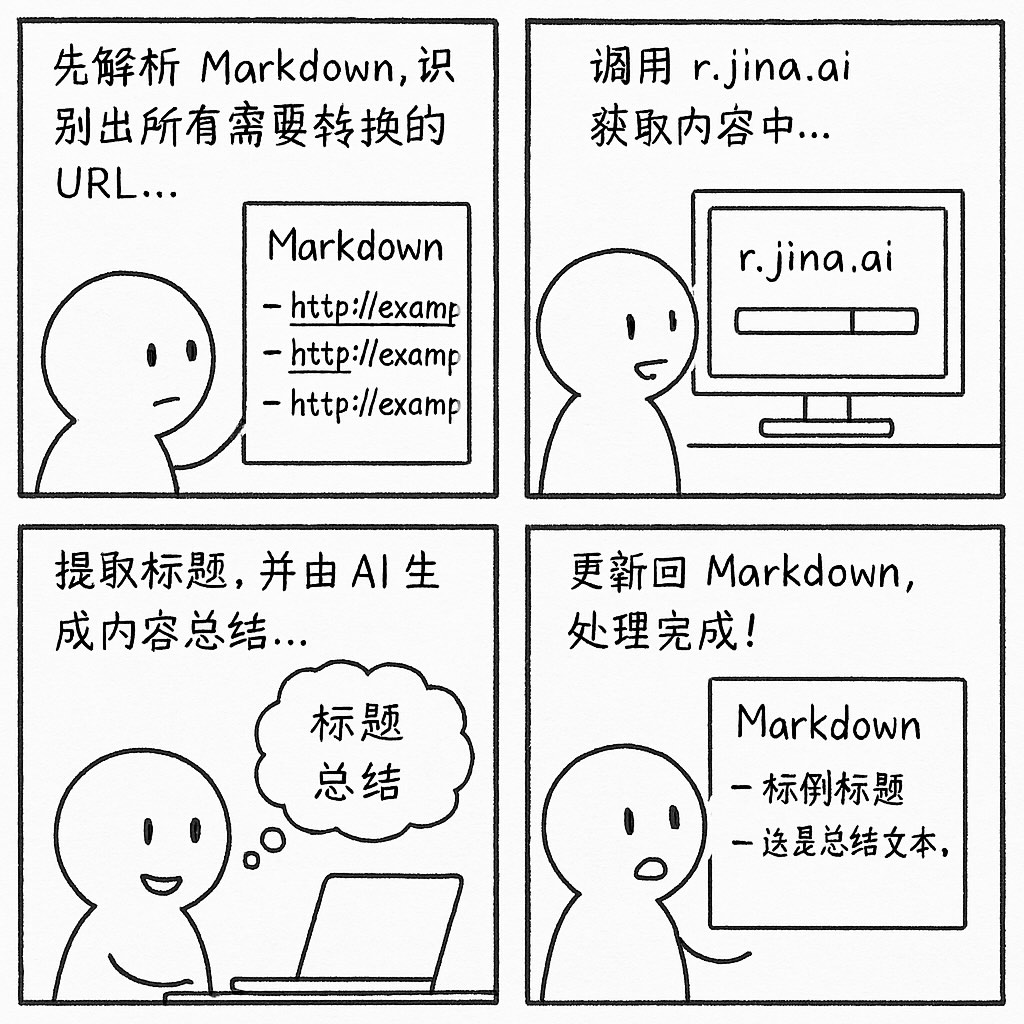 先解析 Markdown, 识
别出所有需要转换的
URL...
Markdown
- http://examp
- http://examp
- http://examp
调用 r.jina.ai
获取内容中...
r.jina.ai
提取标题, 并由 AI 生
成内容总结...
标题
总结
更新回 Markdown,
处理完成!
Markdown
- 标倒标题
- 这是总结文本,